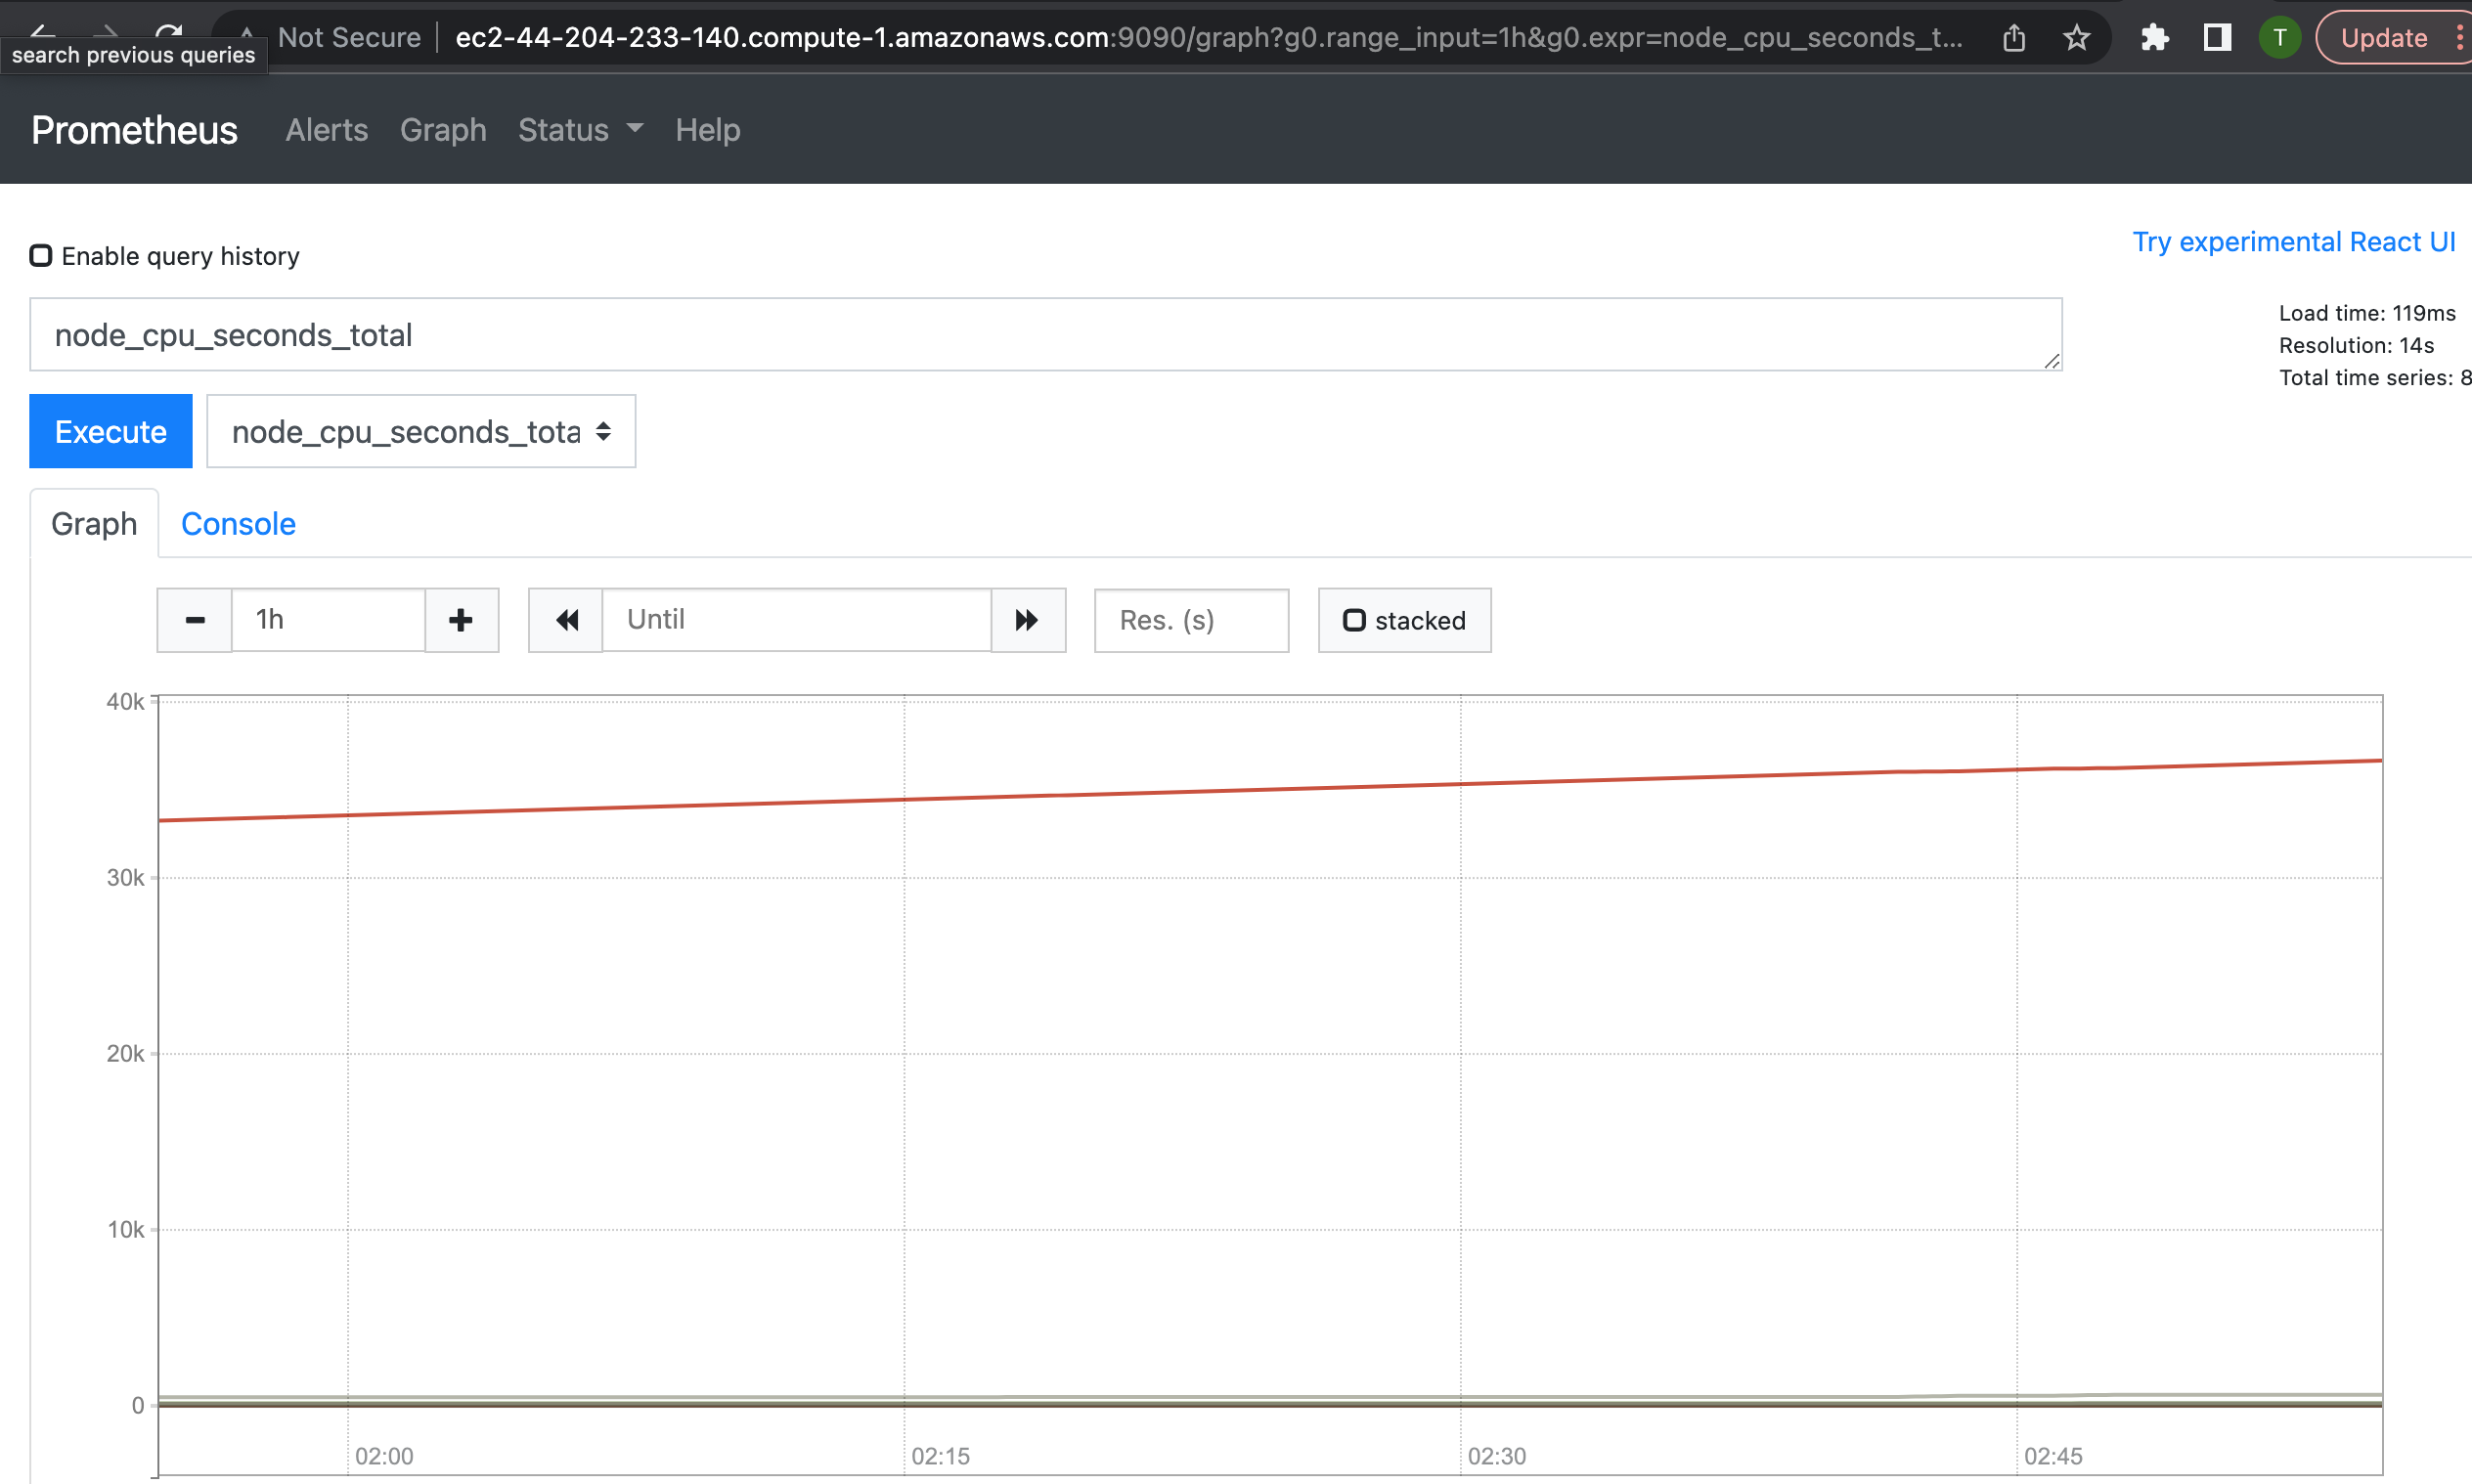 Not Secure ec2-44-204-233-140.compute-1.amazonaws.com:9090/graph?g0.range_input=1h&g0.expr=node_cpu_seconds_t... T Update
search previous queries
Prometheus Alerts Graph Status Help
Try experimental React UI
Enable query history
node_cpu_seconds_total
Load time: 119ms
Resolution: 14s
Total time series: 8
Execute node_cpu_seconds_tota
Graph Console
1h Until Res. (s) stacked
40k
30k
20k
10k
0
02:00 02:15 02:30 02:45